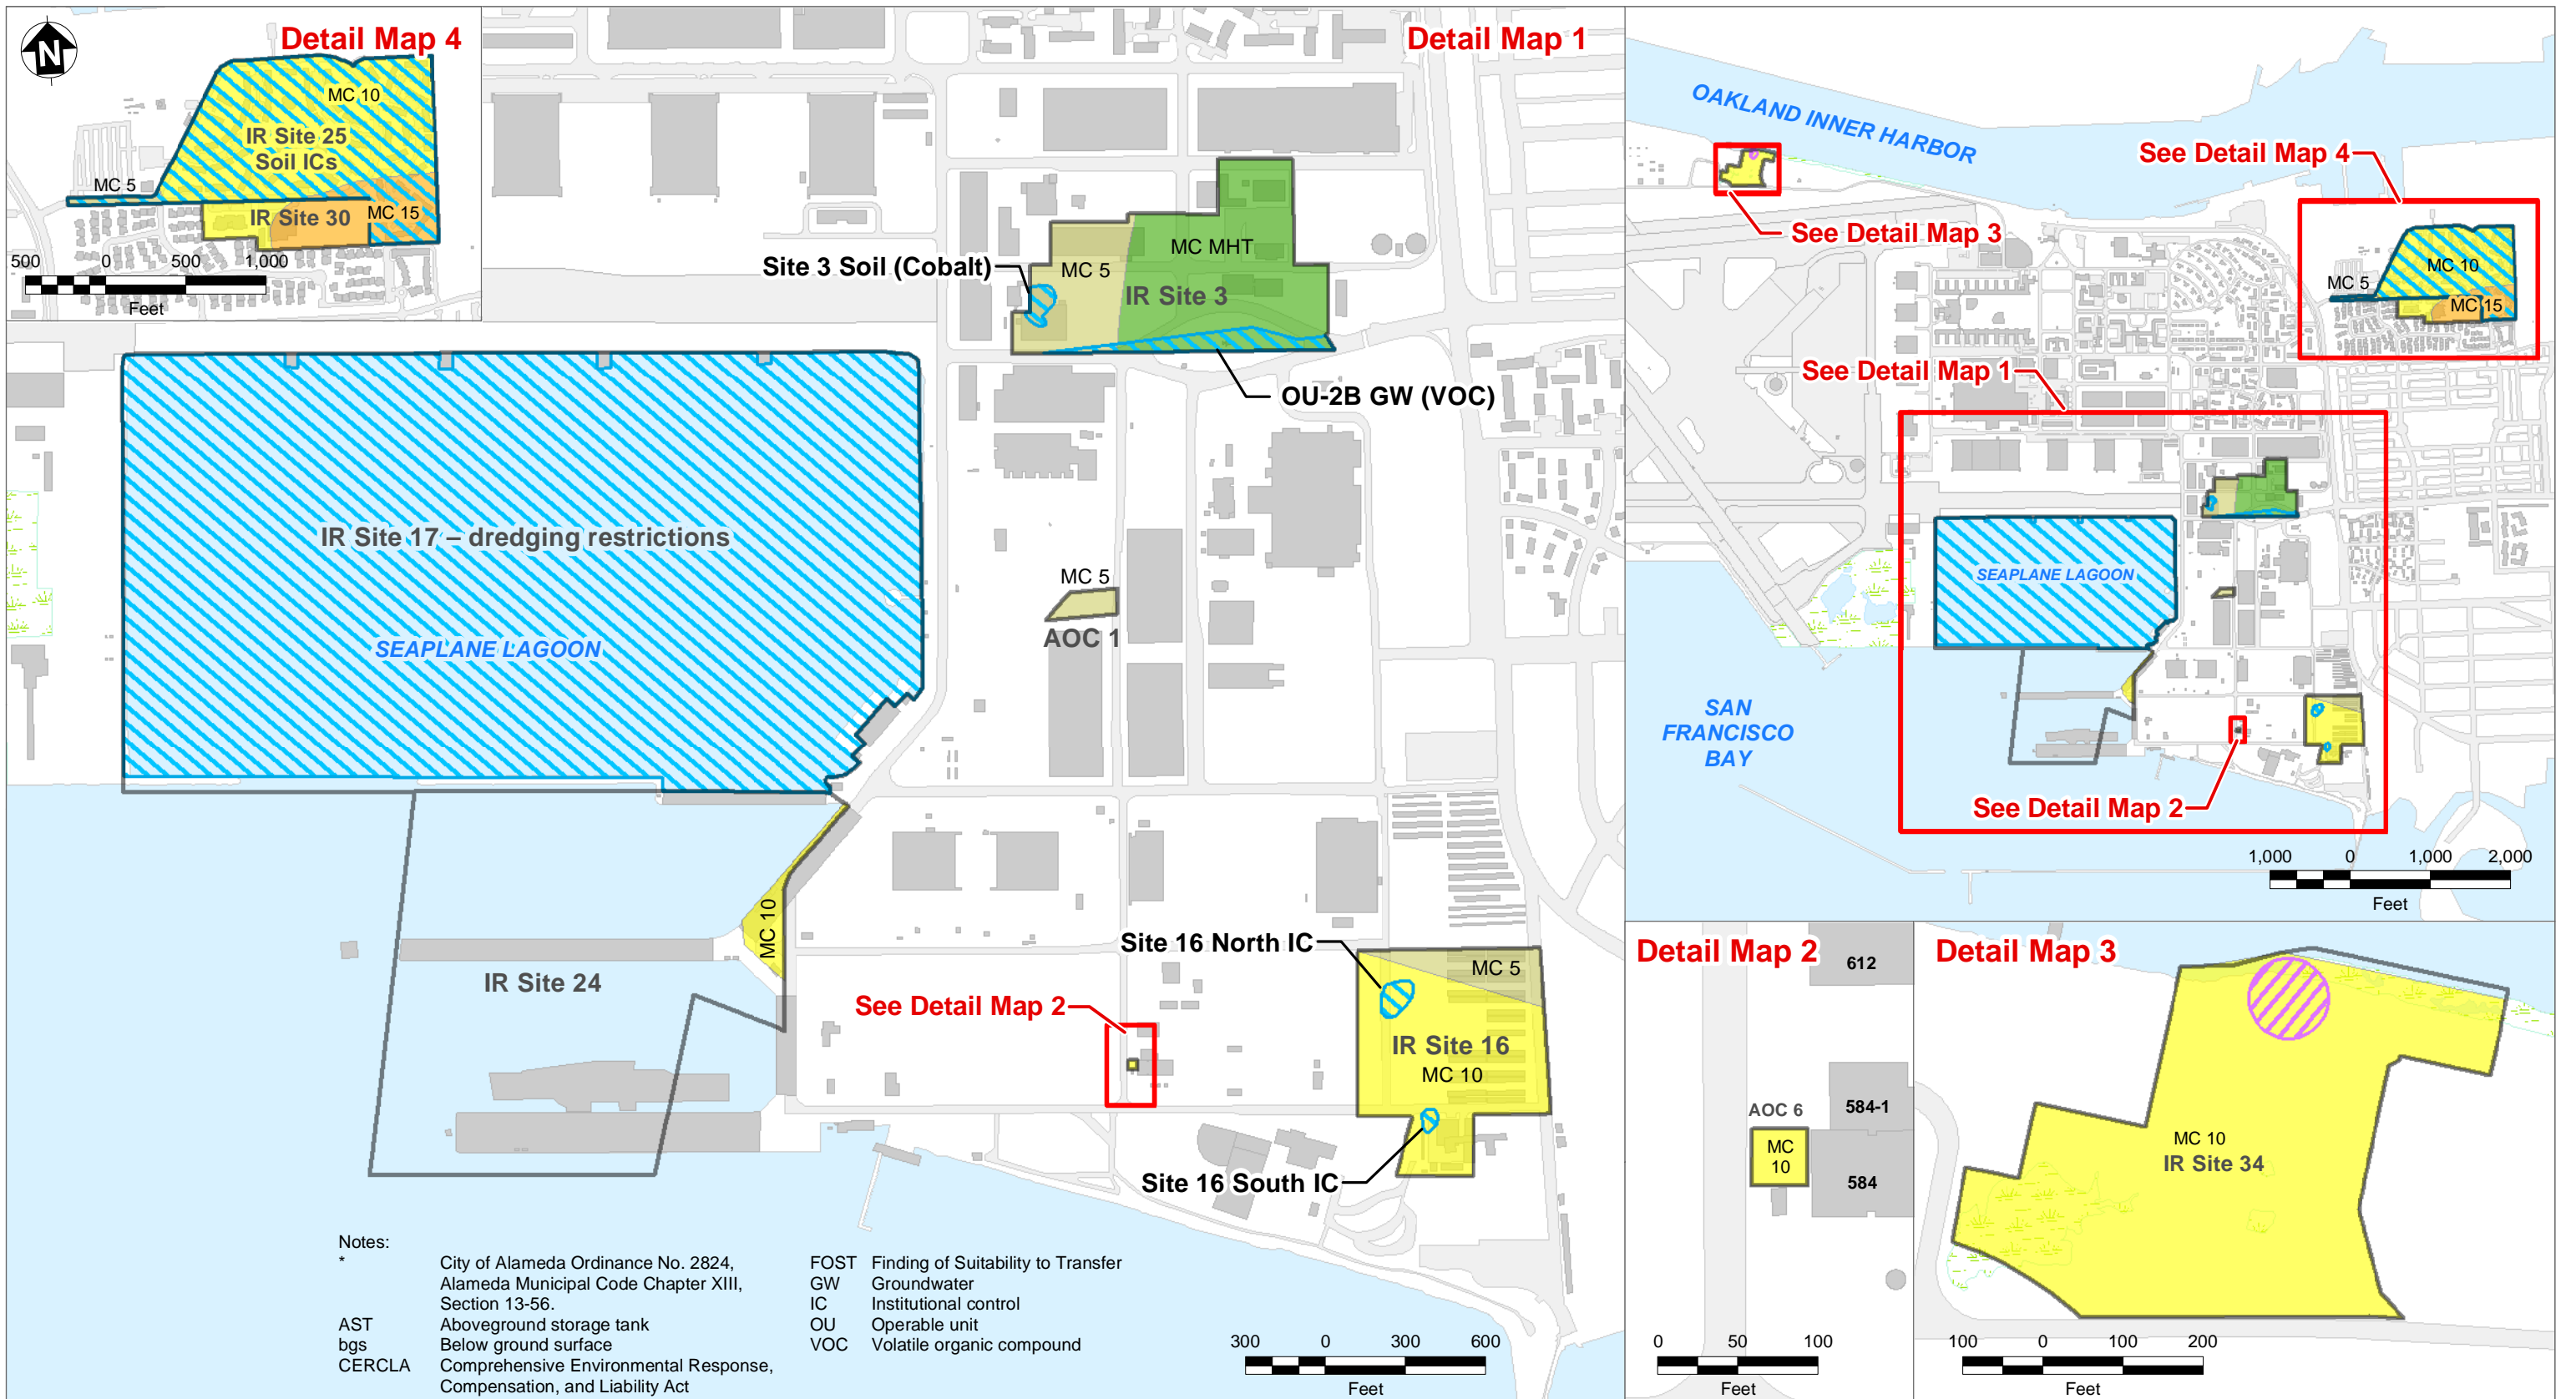 N
Detail Map 4
MC 10
IR Site 25
Soil ICs
MC 5
IR Site 30
MC 15
500 0 500 1,000
Feet
Detail Map 1
Site 3 Soil (Cobalt)
MC 5
MC MHT
IR Site 3
OU-2B GW (VOC)
IR Site 17 – dredging restrictions
SEAPLANE LAGOON
MC 5
AOC 1
MC 10
IR Site 24
See Detail Map 2
Site 16 North IC
MC 5
IR Site 16
MC 10
Site 16 South IC
Notes:
* City of Alameda Ordinance No. 2824,
Alameda Municipal Code Chapter XIII,
Section 13-56.
AST Aboveground storage tank
bgs Below ground surface
CERCLA Comprehensive Environmental Response,
Compensation, and Liability Act
FOST Finding of Suitability to Transfer
GW Groundwater
IC Institutional control
OU Operable unit
VOC Volatile organic compound
300 0 300 600
Feet
OAKLAND INNER HARBOR
See Detail Map 4
See Detail Map 3
MC 10
MC 5
MC 15
See Detail Map 1
SEAPLANE LAGOON
SAN
FRANCISCO
BAY
See Detail Map 2
1,000 0 1,000 2,000
Feet
Detail Map 2
612
AOC 6
584-1
MC
10
584
0 50 100
Feet
Detail Map 3
MC 10
IR Site 34
100 0 100 200
Feet